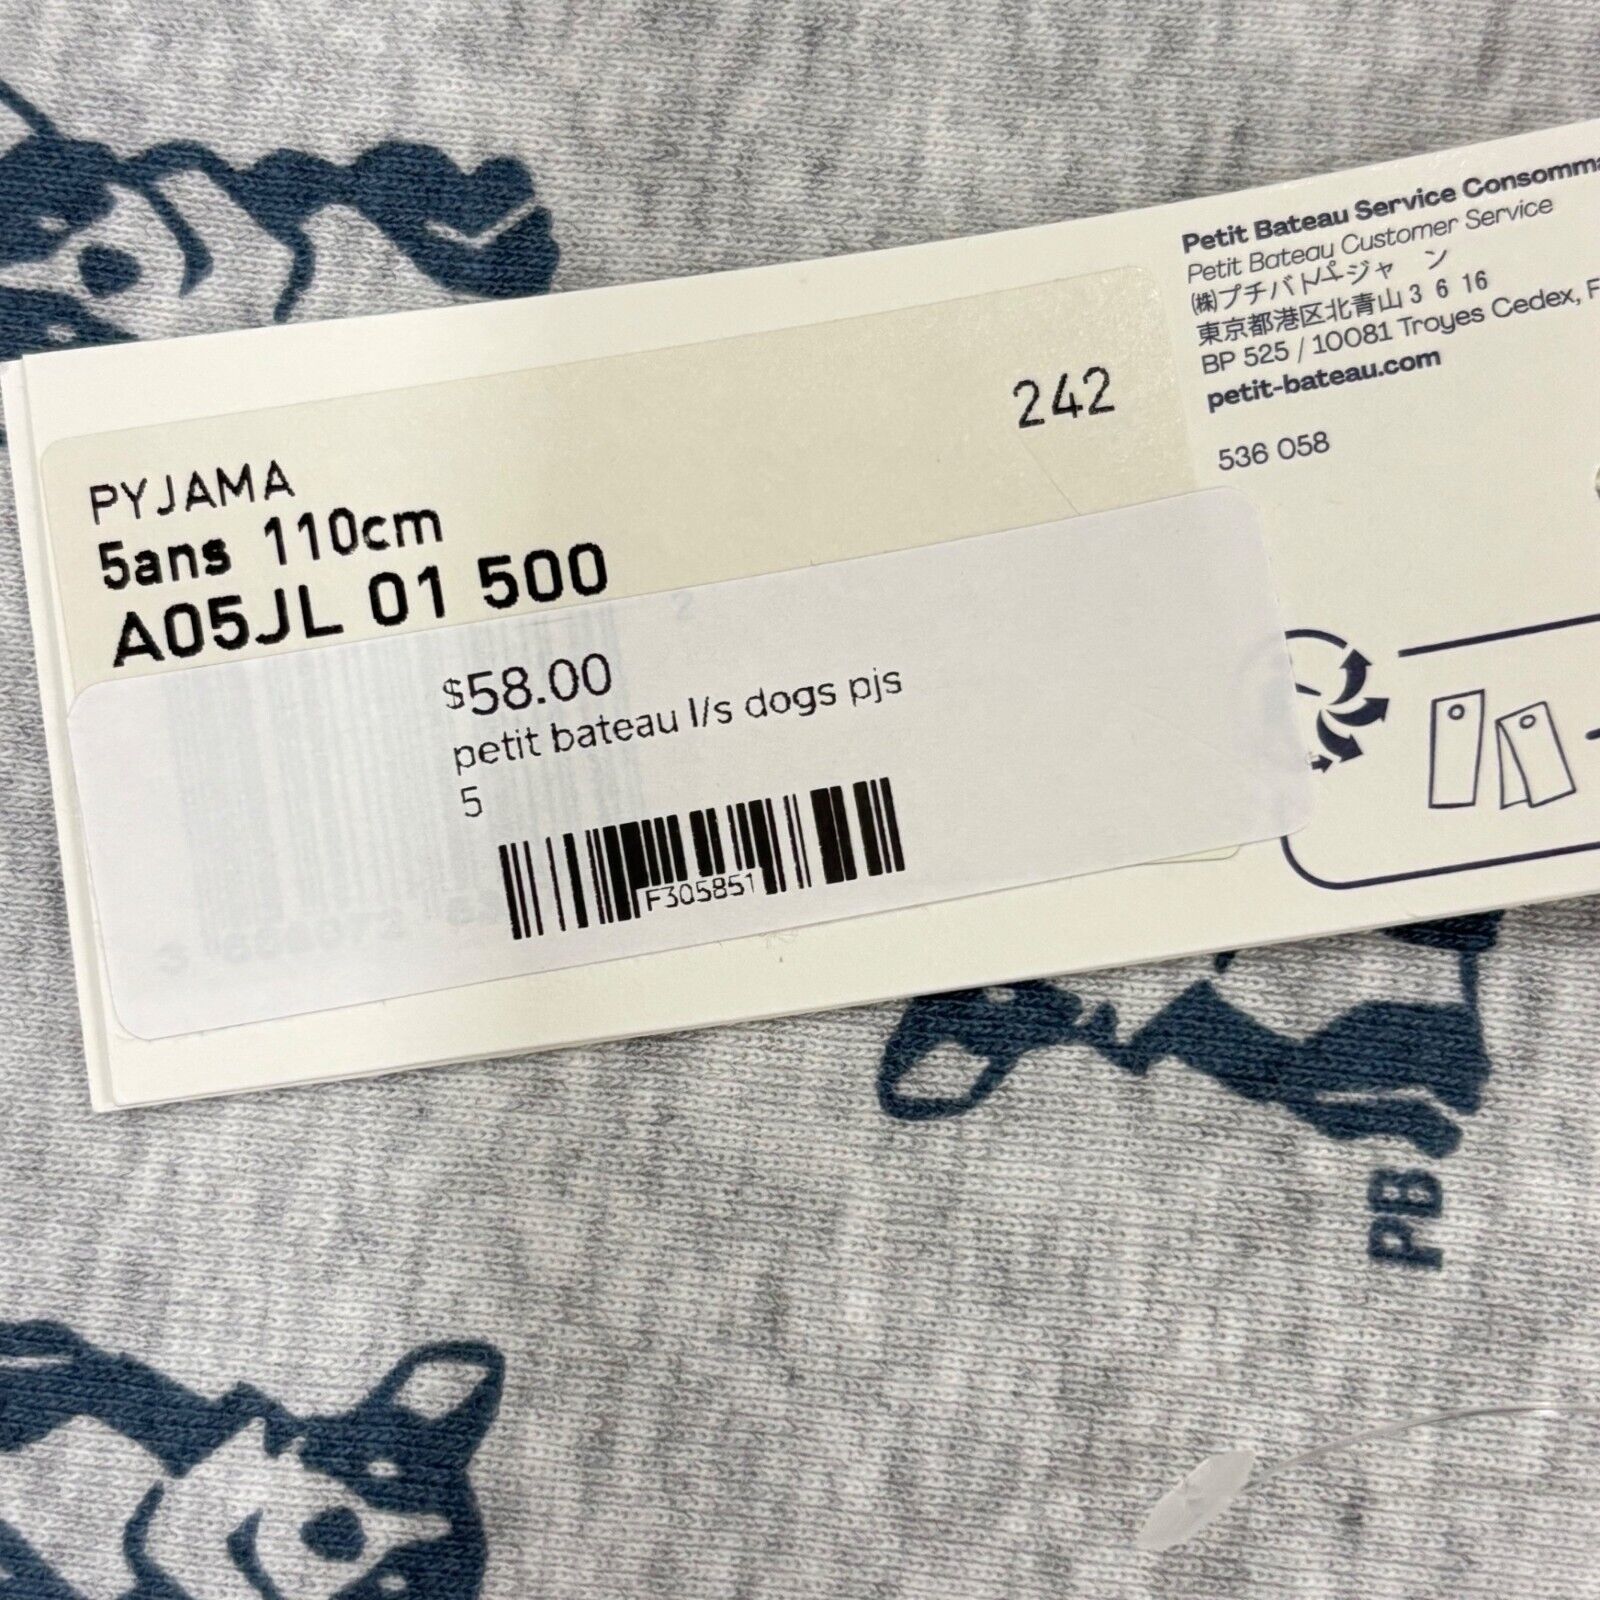 242
PYJAMA
5ans 110cm
A05JL 01 500
$58.00
petit bateau l/s dogs pjs
5
F305851
Petit Bateau Service
Petit Bateau Customer Service
㈱プチバトー ジャ ン
東京都港区北青山 3 6 16
BP 525 / 10081 Troyes Cedex,
petit-bateau.com
536 058
PB